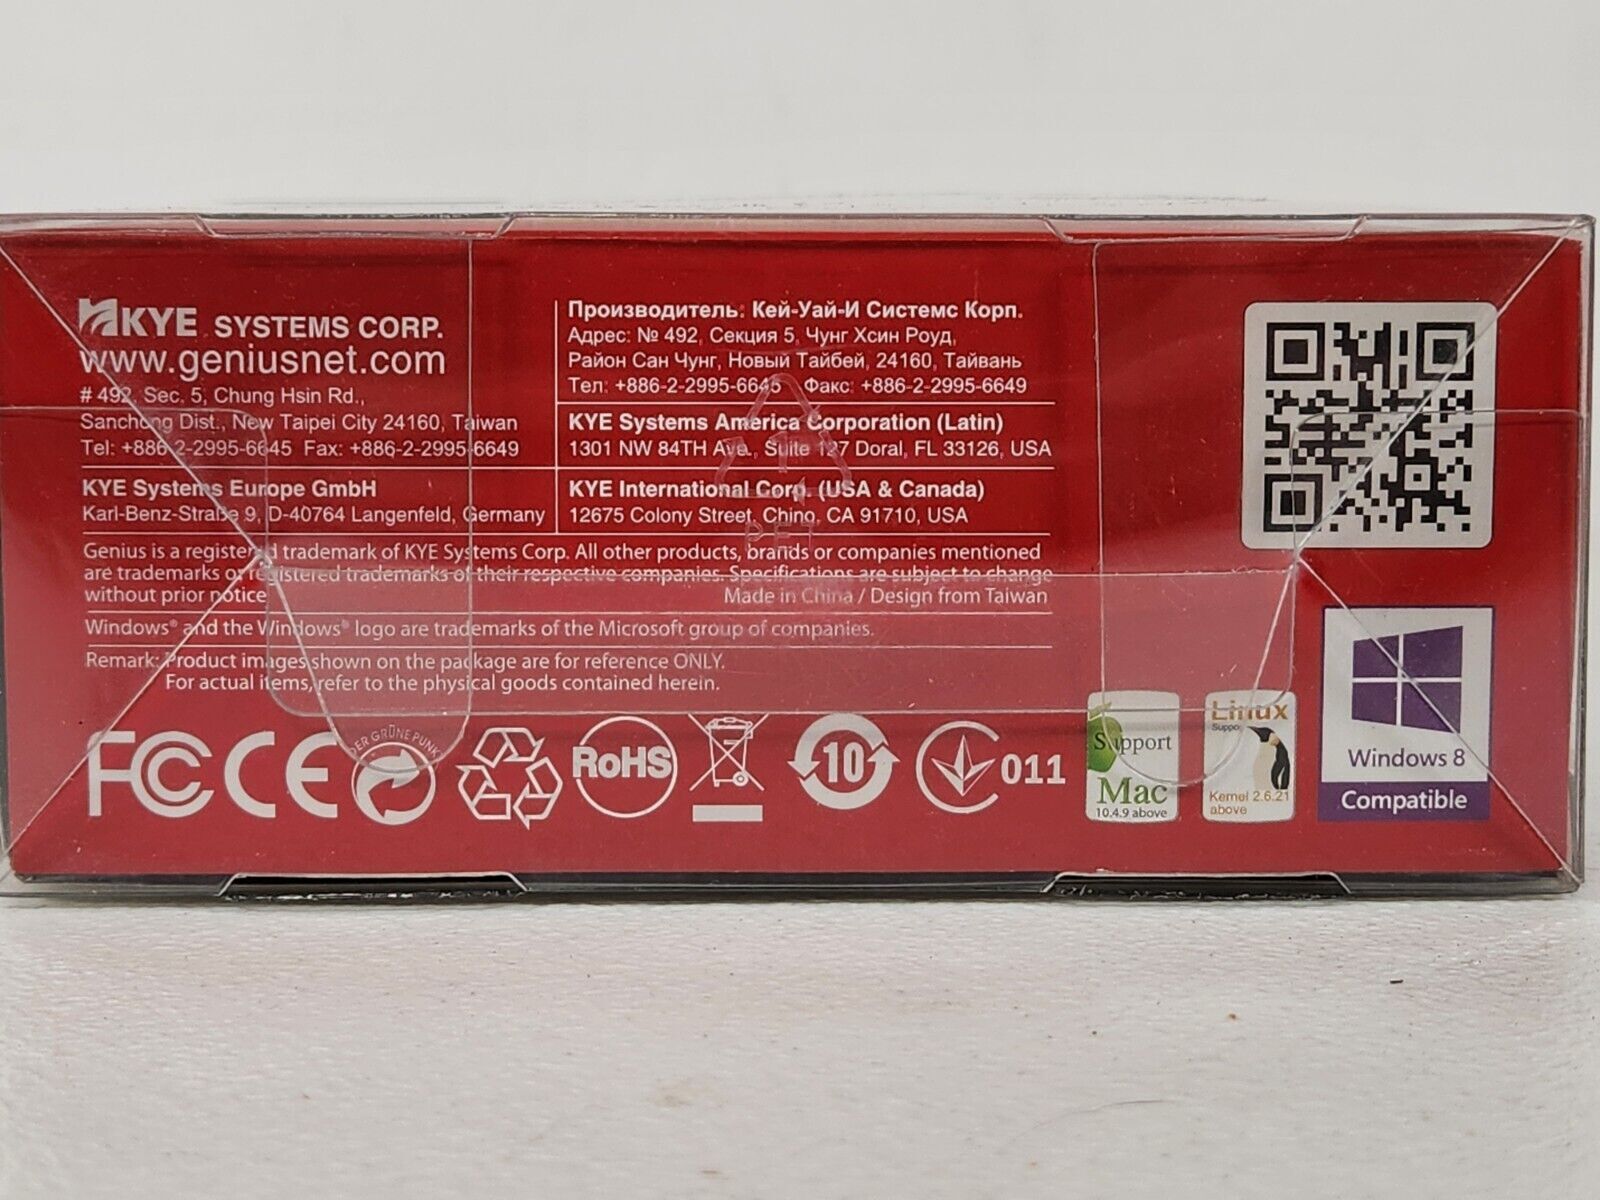 KYE SYSTEMS CORP.
www.geniusnet.com
# 492, Sec. 5, Chung Hsin Rd.,
Sanchong Dist., New Taipei City 24160, Taiwan
Tel: +886-2-2995-6645 Fax: +886-2-2995-6649
KYE Systems Europe GmbH
Karl-Benz-Straße 9, D-40764 Langenfeld, Germany
Производитель: Кей-Уай-И Системс Корп.
Адрес: № 492, Секция 5, Чунг Хсин Роуд,
Район Сан Чунг, Новый Тайбей, 24160, Тайвань
Тел: +886-2-2995-6645 Факс: +886-2-2995-6649
KYE Systems America Corporation (Latin)
1301 NW 84TH Ave., Suite 127 Doral, FL 33126, USA
KYE International Corp. (USA & Canada)
12675 Colony Street, Chino, CA 91710, USA
Genius is a registered trademark of KYE Systems Corp. All other products, brands or companies mentioned
are trademarks or registered trademarks of their respective companies. Specifications are subject to change
without prior notice
Made in China / Design from Taiwan
Windows® and the Windows® logo are trademarks of the Microsoft group of companies.
Remark: Product images shown on the package are for reference ONLY.
For actual items, refer to the physical goods contained herein.
PET
FC CE
DER GRÜNE PUNKT
RoHS
10
011
Support
Mac
10.4.9 above
Linux
Support
Kernel 2.6.21
above
Windows 8
Compatible